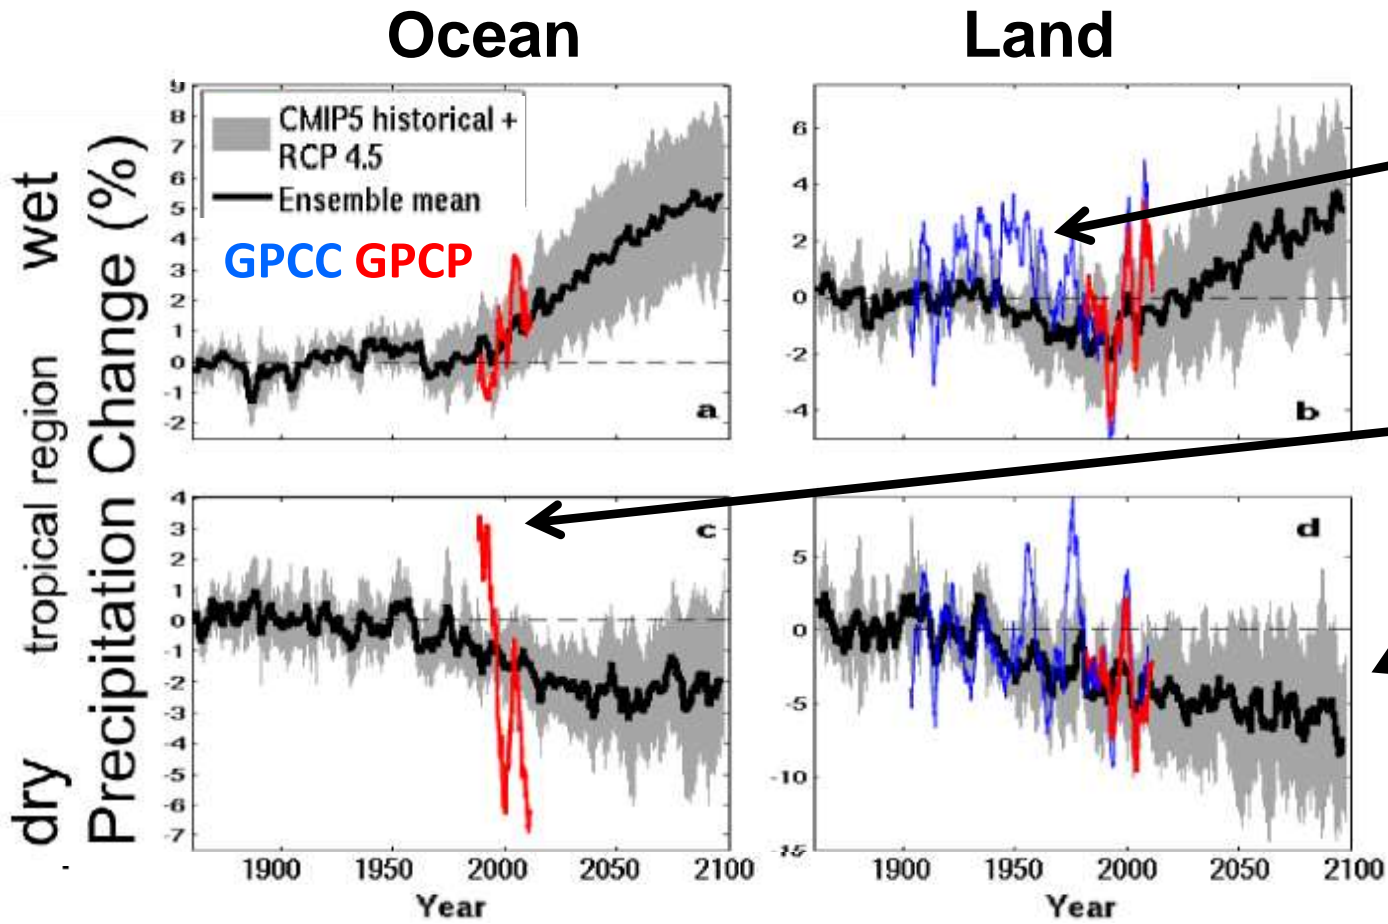 Ocean
Land
wet
tropical region
dry
Precipitation Change (%)
9
8
7
6
5
4
3
2
1
0
-1
-2
CMIP5 historical +
RCP 4.5
Ensemble mean
GPCC GPCP
a
6
4
2
0
-2
-4
b
4
3
2
1
0
-1
-2
-3
-4
-5
-6
-7
c
1900 1950 2000 2050 2100
Year
5
0
-5
-10
-15
d
1900 1950 2000 2050 2100
Year